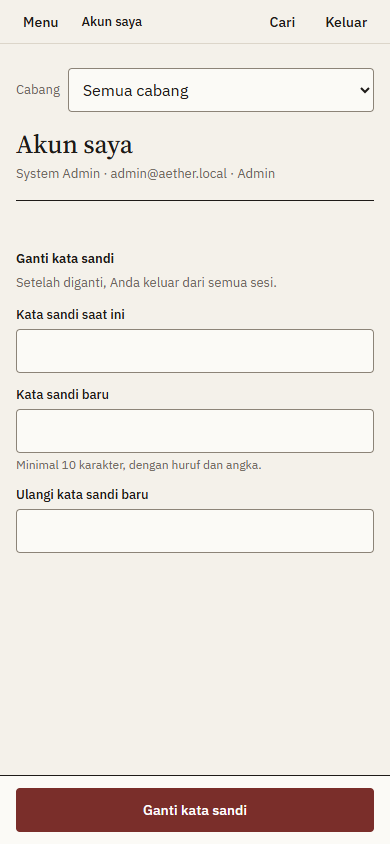 Menu Akun saya Cari Keluar
Cabang Semua cabang
Akun saya
System Admin · admin@aether.local · Admin
Ganti kata sandi
Setelah diganti, Anda keluar dari semua sesi.
Kata sandi saat ini
Kata sandi baru
Minimal 10 karakter, dengan huruf dan angka.
Ulangi kata sandi baru
Ganti kata sandi